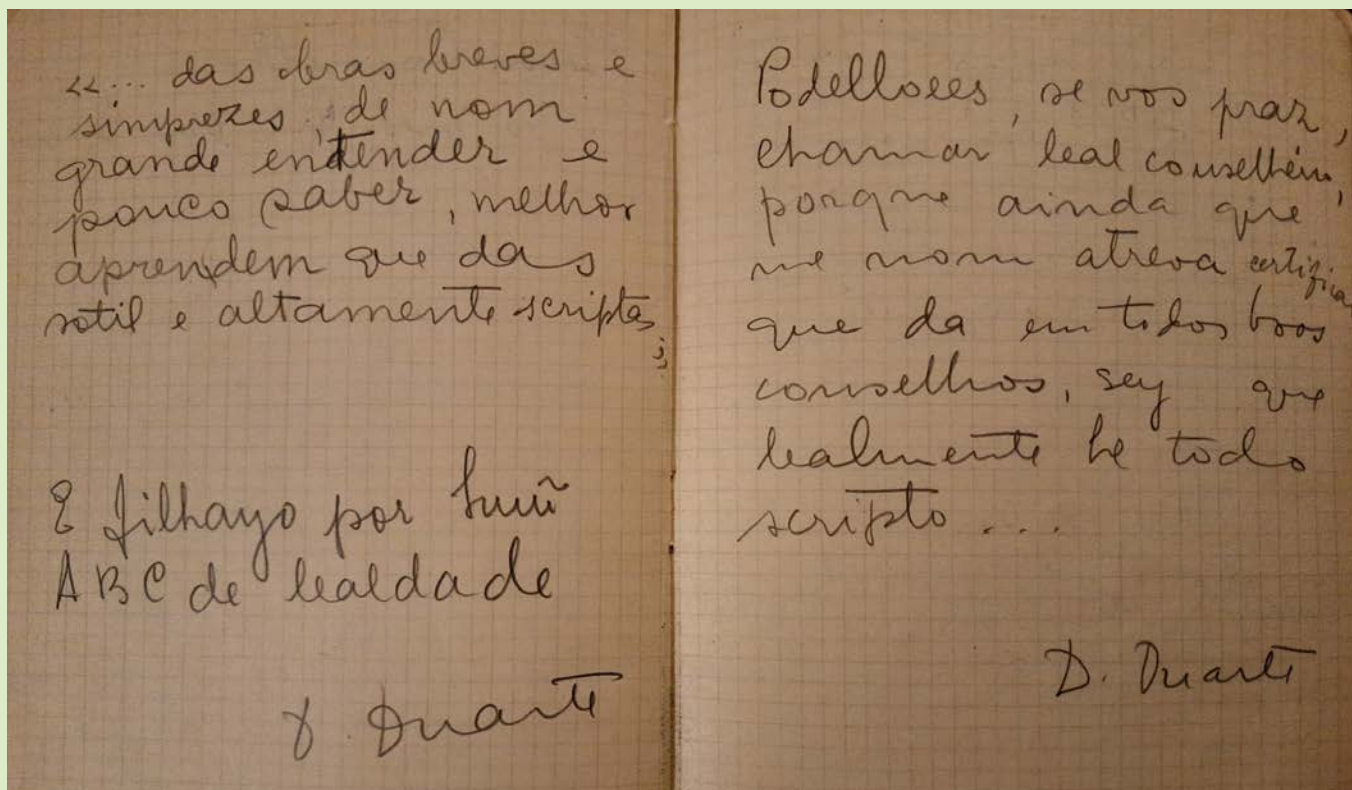 «... das obras breves e
simprezes, de nom
grande entender e
pouco saber, melhor
aprendem que das
sotil e altamente scriptas;
E filhayo por huũ
ABC de lealdade
D. Duarte
Podelloees, se vos praz,
chamar leal conselheiro,
porque ainda que
me nom atreva certificar
que da em todos boos
conselhos, sey que
lealmente he todo
scripto...
D. Duarte